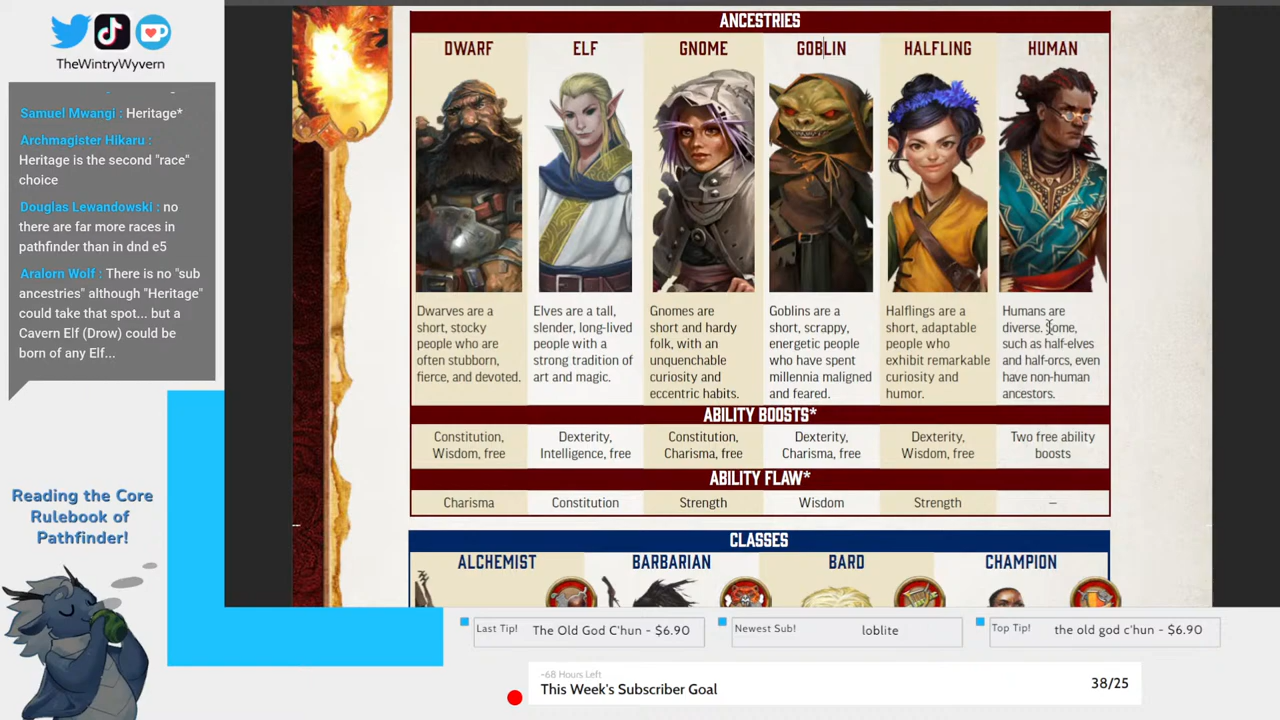 TheWintryWyvern
Samuel Mwangi : Heritage*
Archmagister Hikaru :
Heritage is the second "race"
choice
Douglas Lewandowski : no
there are far more races in
pathfinder than in dnd e5
Aralorn Wolf : There is no "sub
ancestries" although "Heritage"
could take that spot... but a
Cavern Elf (Drow) could be
born of any Elf...
Reading the Core
Rulebook of
Pathfinder!
ANCESTRIES
DWARF
ELF
GNOME
GOBLIN
HALFLING
HUMAN
Dwarves are a
short, stocky
people who are
often stubborn,
fierce, and devoted.
Elves are a tall,
slender, long-lived
people with a
strong tradition of
art and magic.
Gnomes are
short and hardy
folk, with an
unquenchable
curiosity and
eccentric habits.
Goblins are a
short, scrappy,
energetic people
who have spent
millennia maligned
and feared.
Halflings are a
short, adaptable
people who
exhibit remarkable
curiosity and
humor.
Humans are
diverse. Some,
such as half-elves
and half-orcs, even
have non-human
ancestors.
ABILITY BOOSTS*
Constitution,
Wisdom, free
Dexterity,
Intelligence, free
Constitution,
Charisma, free
Dexterity,
Charisma, free
Dexterity,
Wisdom, free
Two free ability
boosts
ABILITY FLAW*
Charisma
Constitution
Strength
Wisdom
Strength
—
CLASSES
ALCHEMIST
BARBARIAN
BARD
CHAMPION
Last Tip!
The Old God C'hun - $6.90
Newest Sub!
loblite
Top Tip!
the old god c'hun - $6.90
~68 Hours Left
This Week's Subscriber Goal
38/25